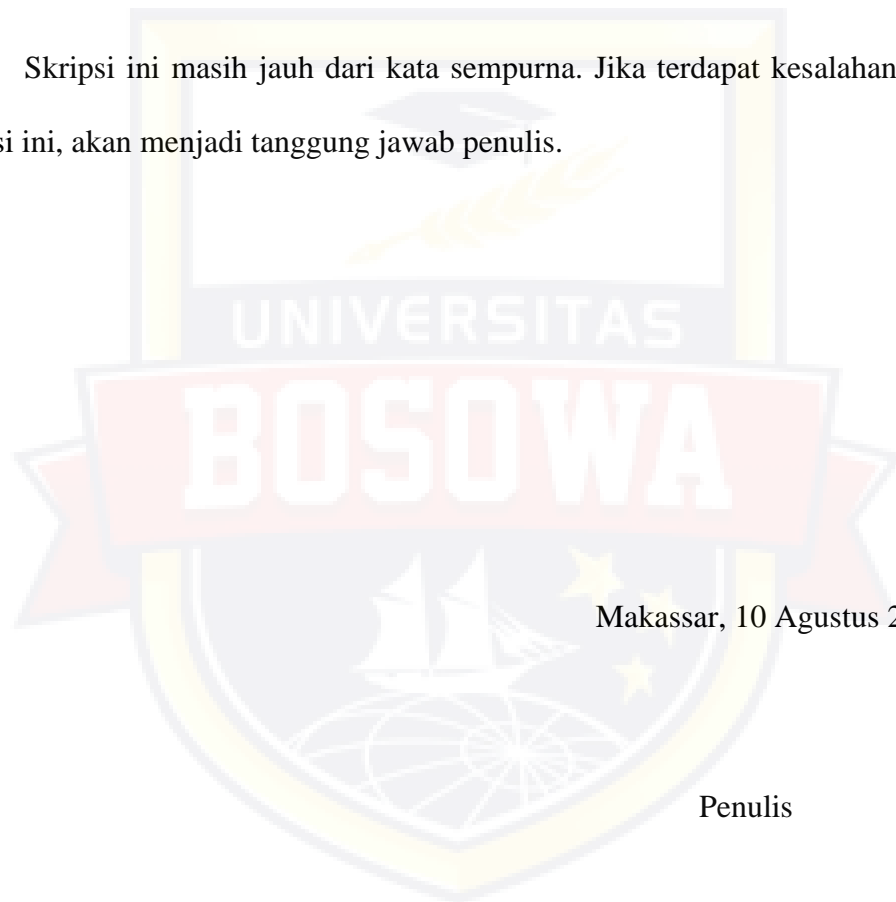 Skripsi ini masih jauh dari kata sempurna. Jika terdapat kesalahan
si ini, akan menjadi tanggung jawab penulis.
UNIVERSITAS
BOSOWA
Makassar, 10 Agustus 2
Penulis